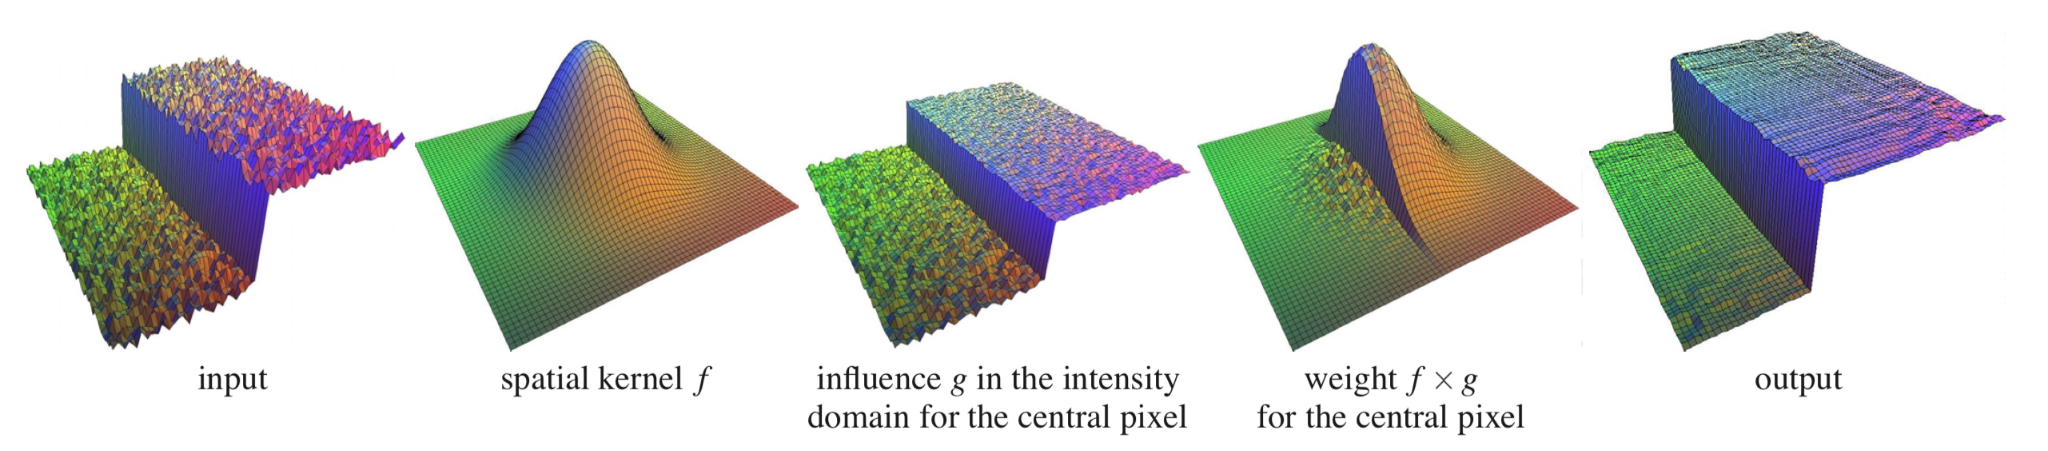 input
spatial kernel f
influence g in the intensity
domain for the central pixel
weight f × g
for the central pixel
output